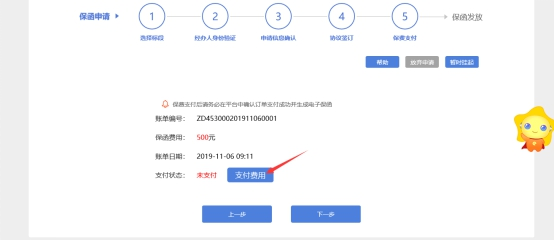 保函申请
1
2
3
4
5
保函发放
选择标段
经办人身份验证
申请信息确认
协议签订
保费支付
帮助
放弃申请
暂时挂起
保费支付后请务必在平台中确认订单支付成功并生成电子保函
账单编号： ZD453000201911060001
保函费用： 500元
账单日期： 2019-11-06 09:11
支付状态： 未支付 支付费用
上一步
下一步